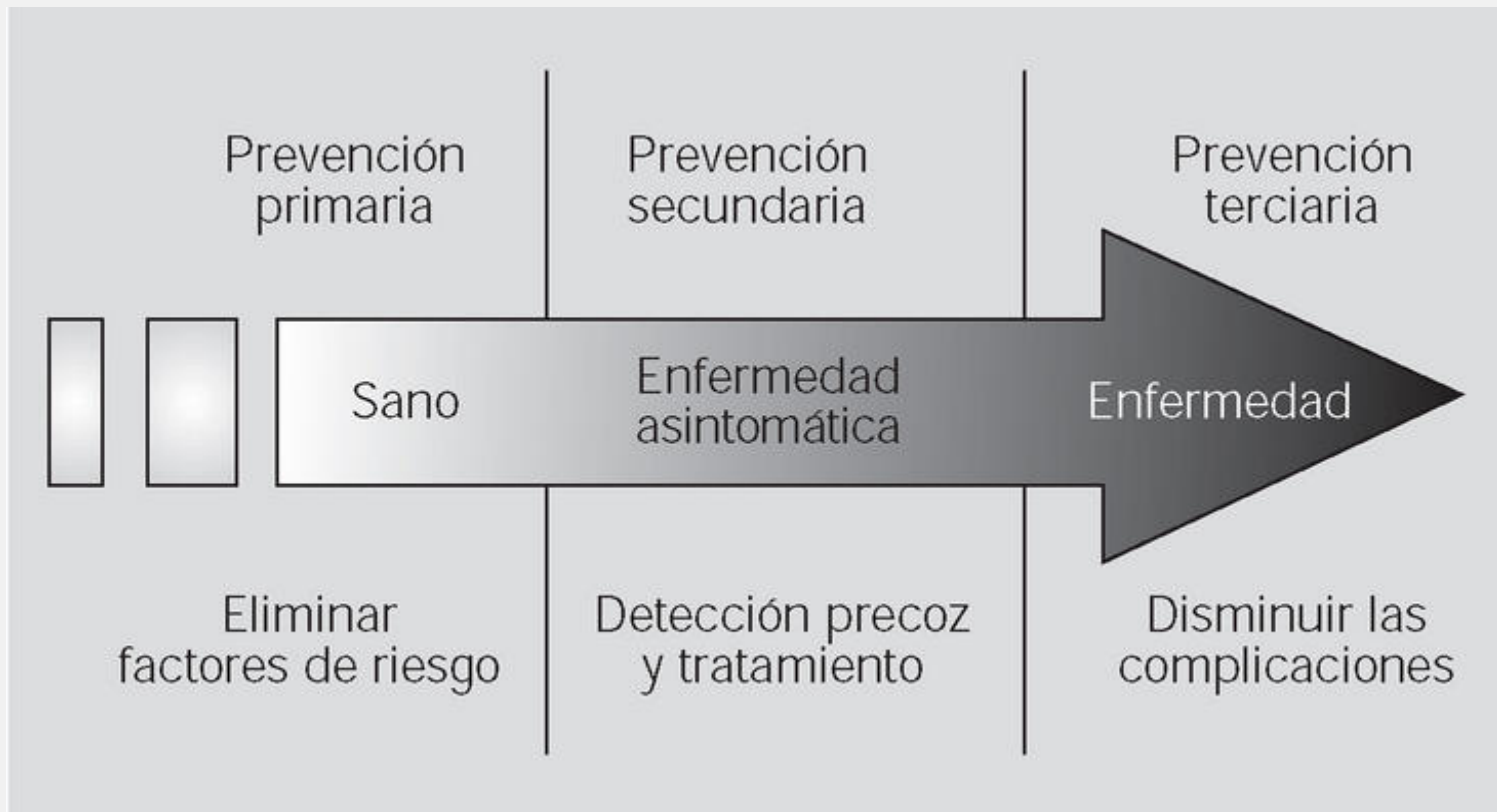 Prevención
primaria
Prevención
secundaria
Prevención
terciaria
Sano
Enfermedad
asintomática
Enfermedad
Eliminar
factores de riesgo
Detección precoz
y tratamiento
Disminuir las
complicaciones